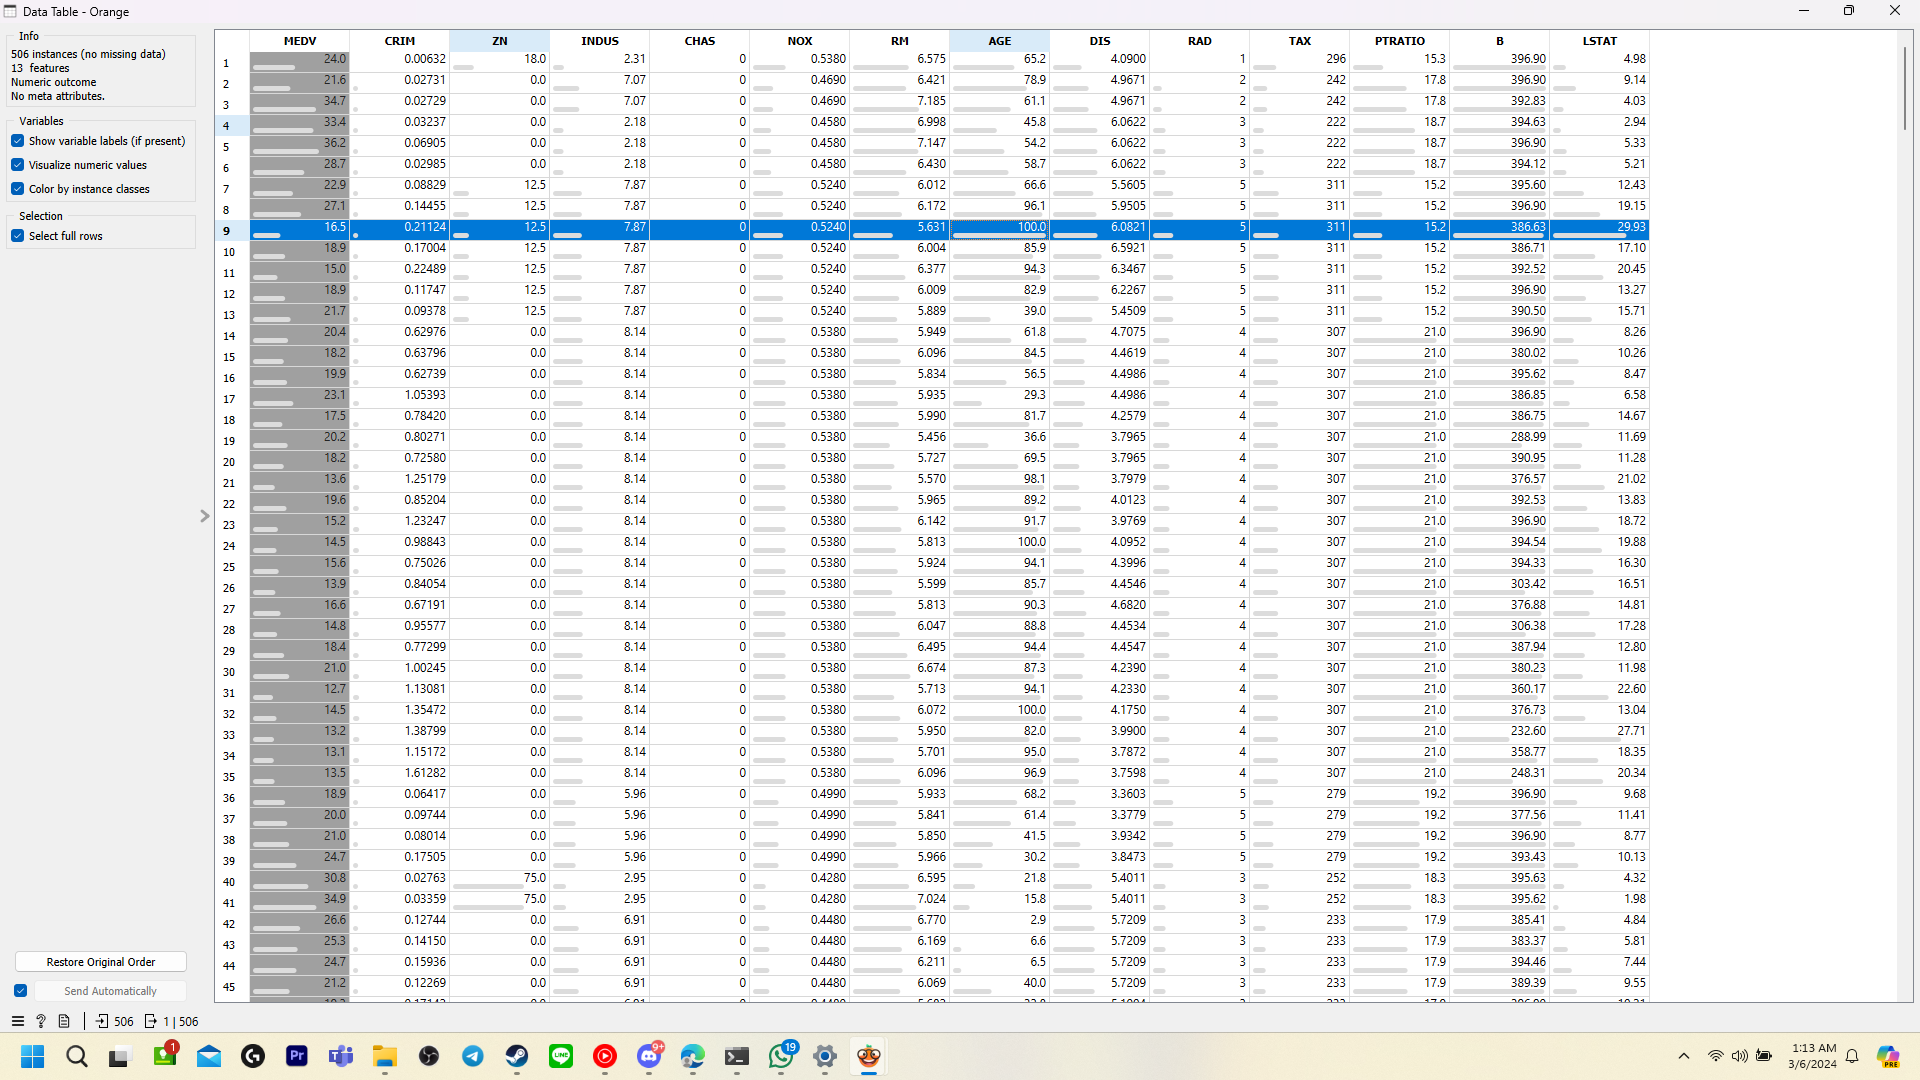 Data Table - Orange
Info
506 instances (no missing data)
13 features
Numeric outcome
No meta attributes.
Variables
Show variable labels (if present)
Visualize numeric values
Color by instance classes
Selection
Select full rows
MEDV CRIM ZN INDUS CHAS NOX RM AGE DIS RAD TAX PTRATIO B LSTAT
1 24.0 0.00632 18.0 2.31 0 0.5380 6.575 65.2 4.0900 1 296 15.3 396.90 4.98
2 21.6 0.02731 0.0 7.07 0 0.4690 6.421 78.9 4.9671 2 242 17.8 396.90 9.14
3 34.7 0.02729 0.0 7.07 0 0.4690 7.185 61.1 4.9671 2 242 17.8 392.83 4.03
4 33.4 0.03237 0.0 2.18 0 0.4580 6.998 45.8 6.0622 3 222 18.7 394.63 2.94
5 36.2 0.06905 0.0 2.18 0 0.4580 7.147 54.2 6.0622 3 222 18.7 396.90 5.33
6 28.7 0.02985 0.0 2.18 0 0.4580 6.430 58.7 6.0622 3 222 18.7 394.12 5.21
7 22.9 0.08829 12.5 7.87 0 0.5240 6.012 66.6 5.5605 5 311 15.2 395.60 12.43
8 27.1 0.14455 12.5 7.87 0 0.5240 6.172 96.1 5.9505 5 311 15.2 396.90 19.15
9 16.5 0.21124 12.5 7.87 0 0.5240 5.631 100.0 6.0821 5 311 15.2 386.63 29.93
10 18.9 0.17004 12.5 7.87 0 0.5240 6.004 85.9 6.5921 5 311 15.2 386.71 17.10
11 15.0 0.22489 12.5 7.87 0 0.5240 6.377 94.3 6.3467 5 311 15.2 392.52 20.45
12 18.9 0.11747 12.5 7.87 0 0.5240 6.009 82.9 6.2267 5 311 15.2 396.90 13.27
13 21.7 0.09378 12.5 7.87 0 0.5240 5.889 39.0 5.4509 5 311 15.2 390.50 15.71
14 20.4 0.62976 0.0 8.14 0 0.5380 5.949 61.8 4.7075 4 307 21.0 396.90 8.26
15 18.2 0.63796 0.0 8.14 0 0.5380 6.096 84.5 4.4619 4 307 21.0 380.02 10.26
16 19.9 0.62739 0.0 8.14 0 0.5380 5.834 56.5 4.4986 4 307 21.0 395.62 8.47
17 23.1 1.05393 0.0 8.14 0 0.5380 5.935 29.3 4.4986 4 307 21.0 386.85 6.58
18 17.5 0.78420 0.0 8.14 0 0.5380 5.990 81.7 4.2579 4 307 21.0 386.75 14.67
19 20.2 0.80271 0.0 8.14 0 0.5380 5.456 36.6 3.7965 4 307 21.0 288.99 11.69
20 18.2 0.72580 0.0 8.14 0 0.5380 5.727 69.5 3.7965 4 307 21.0 390.95 11.28
21 13.6 1.25179 0.0 8.14 0 0.5380 5.570 98.1 3.7979 4 307 21.0 376.57 21.02
22 19.6 0.85204 0.0 8.14 0 0.5380 5.965 89.2 4.0123 4 307 21.0 392.53 13.83
23 15.2 1.23247 0.0 8.14 0 0.5380 6.142 91.7 3.9769 4 307 21.0 396.90 18.72
24 14.5 0.98843 0.0 8.14 0 0.5380 5.813 100.0 4.0952 4 307 21.0 394.54 19.88
25 15.6 0.75026 0.0 8.14 0 0.5380 5.924 94.1 4.3996 4 307 21.0 394.33 16.30
26 13.9 0.84054 0.0 8.14 0 0.5380 5.599 85.7 4.4546 4 307 21.0 303.42 16.51
27 16.6 0.67191 0.0 8.14 0 0.5380 5.813 90.3 4.6820 4 307 21.0 376.88 14.81
28 14.8 0.95577 0.0 8.14 0 0.5380 6.047 88.8 4.4534 4 307 21.0 306.38 17.28
29 18.4 0.77299 0.0 8.14 0 0.5380 6.495 94.4 4.4547 4 307 21.0 387.94 12.80
30 21.0 1.00245 0.0 8.14 0 0.5380 6.674 87.3 4.2390 4 307 21.0 380.23 11.98
31 12.7 1.13081 0.0 8.14 0 0.5380 5.713 94.1 4.2330 4 307 21.0 360.17 22.60
32 14.5 1.35472 0.0 8.14 0 0.5380 6.072 100.0 4.1750 4 307 21.0 376.73 13.04
33 13.2 1.38799 0.0 8.14 0 0.5380 5.950 82.0 3.9900 4 307 21.0 232.60 27.71
34 13.1 1.15172 0.0 8.14 0 0.5380 5.701 95.0 3.7872 4 307 21.0 358.77 18.35
35 13.5 1.61282 0.0 8.14 0 0.5380 6.096 96.9 3.7598 4 307 21.0 248.31 20.34
36 18.9 0.06417 0.0 5.96 0 0.4990 5.933 68.2 3.3603 5 279 19.2 396.90 9.68
37 20.0 0.09744 0.0 5.96 0 0.4990 5.841 61.4 3.3779 5 279 19.2 377.56 11.41
38 21.0 0.08014 0.0 5.96 0 0.4990 5.850 41.5 3.9342 5 279 19.2 396.90 8.77
39 24.7 0.17505 0.0 5.96 0 0.4990 5.966 30.2 3.8473 5 279 19.2 393.43 10.13
40 30.8 0.02763 75.0 2.95 0 0.4280 6.595 21.8 5.4011 3 252 18.3 395.63 4.32
41 34.9 0.03359 75.0 2.95 0 0.4280 7.024 15.8 5.4011 3 252 18.3 395.62 1.98
42 26.6 0.12744 0.0 6.91 0 0.4480 6.770 2.9 5.7209 3 233 17.9 385.41 4.84
43 25.3 0.14150 0.0 6.91 0 0.4480 6.169 6.6 5.7209 3 233 17.9 383.37 5.81
44 24.7 0.15936 0.0 6.91 0 0.4480 6.211 6.5 5.7209 3 233 17.9 394.46 7.44
45 21.2 0.12269 0.0 6.91 0 0.4480 6.069 40.0 5.7209 3 233 17.9 389.39 9.55
Restore Original Order
Send Automatically
506 1 | 506
1 Pr LINE 9+ 19
1:13 AM
3/6/2024
PRE